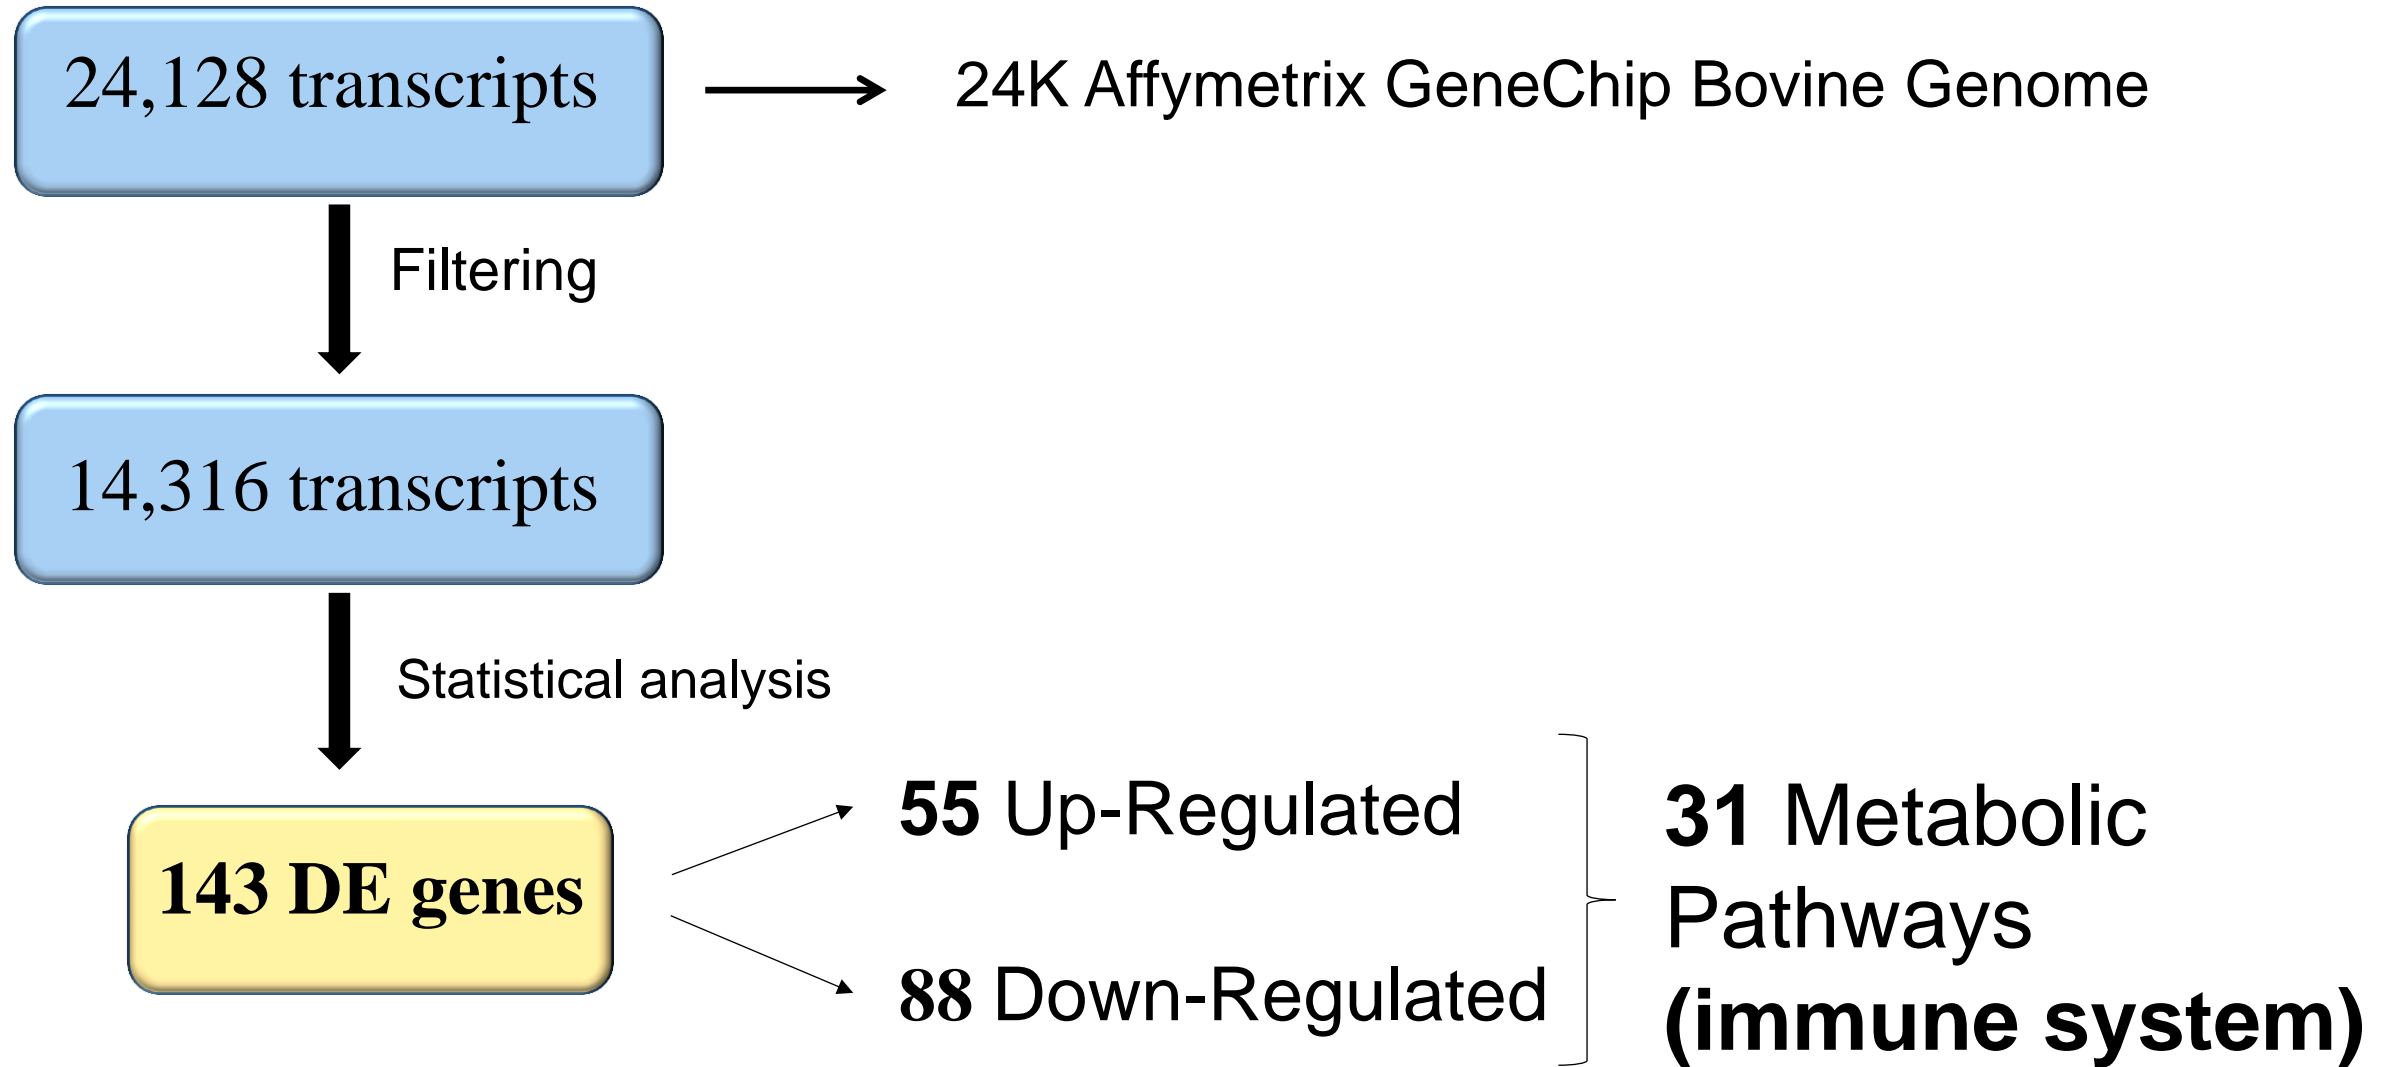 24,128 transcripts
24K Affymetrix GeneChip Bovine Genome
Filtering
14,316 transcripts
Statistical analysis
143 DE genes
55 Up-Regulated
88 Down-Regulated
31 Metabolic
Pathways
(immune system)